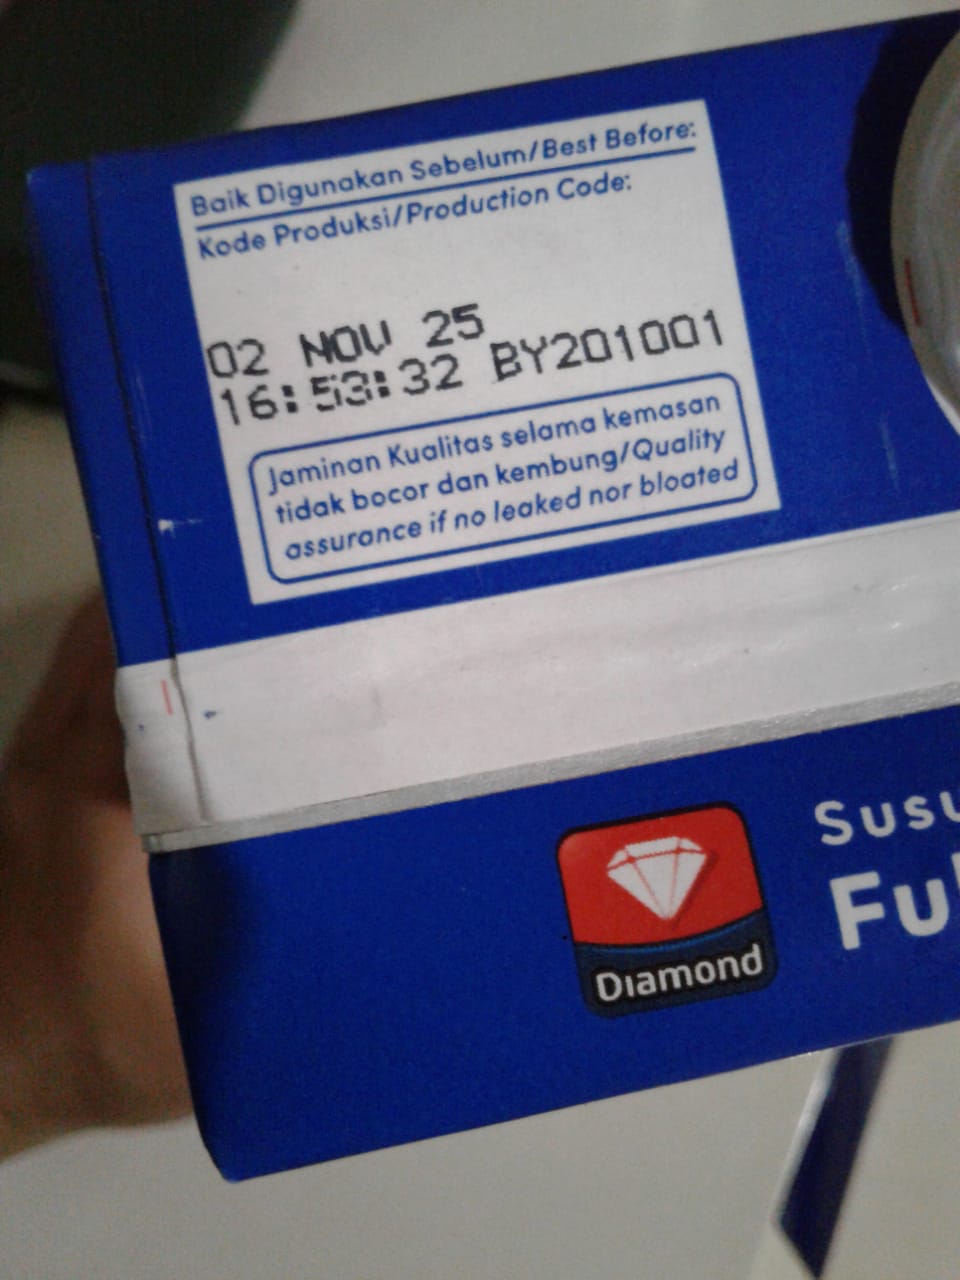 Baik Digunakan Sebelum/Best Before:
Kode Produksi/Production Code:
02 NOV 25
16:53:32 BY201001
Jaminan Kualitas selama kemasan
tidak bocor dan kembung/Quality
assurance if no leaked nor bloated
Diamond
Susu